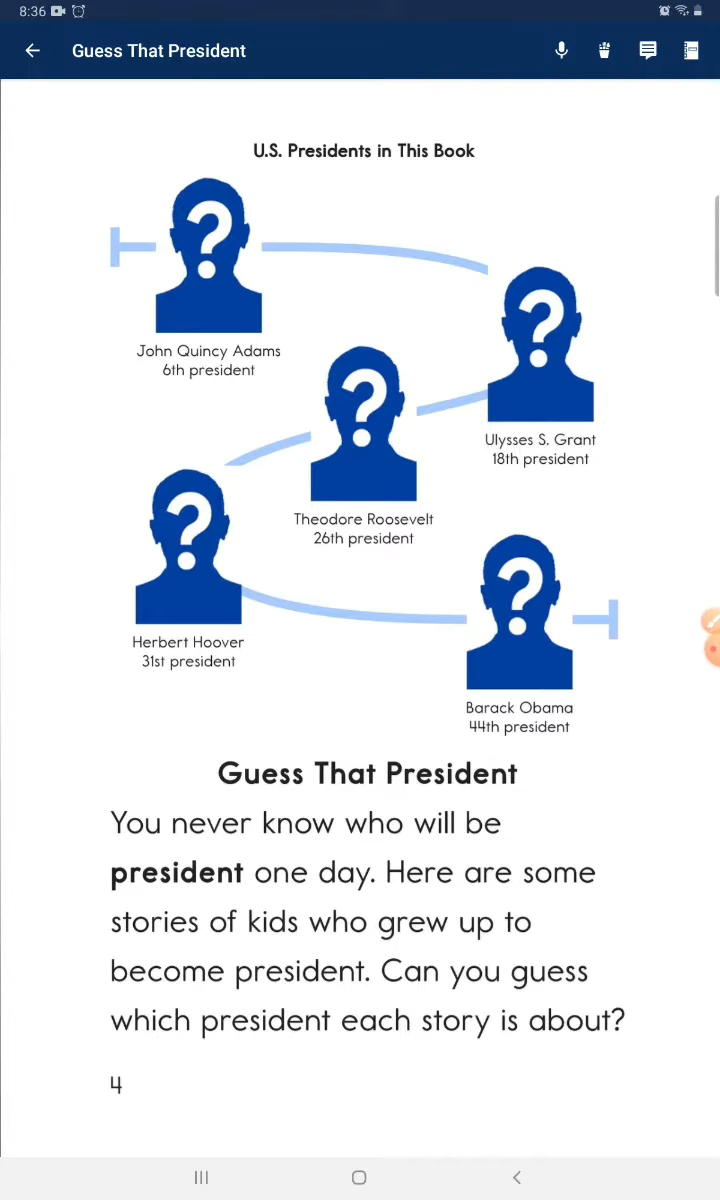 8:36
Guess That President
U.S. Presidents in This Book
?
John Quincy Adams
6th president
?
Ulysses S. Grant
18th president
?
Theodore Roosevelt
26th president
?
Herbert Hoover
31st president
?
Barack Obama
44th president
Guess That President
You never know who will be
president one day. Here are some
stories of kids who grew up to
become president. Can you guess
which president each story is about?
4